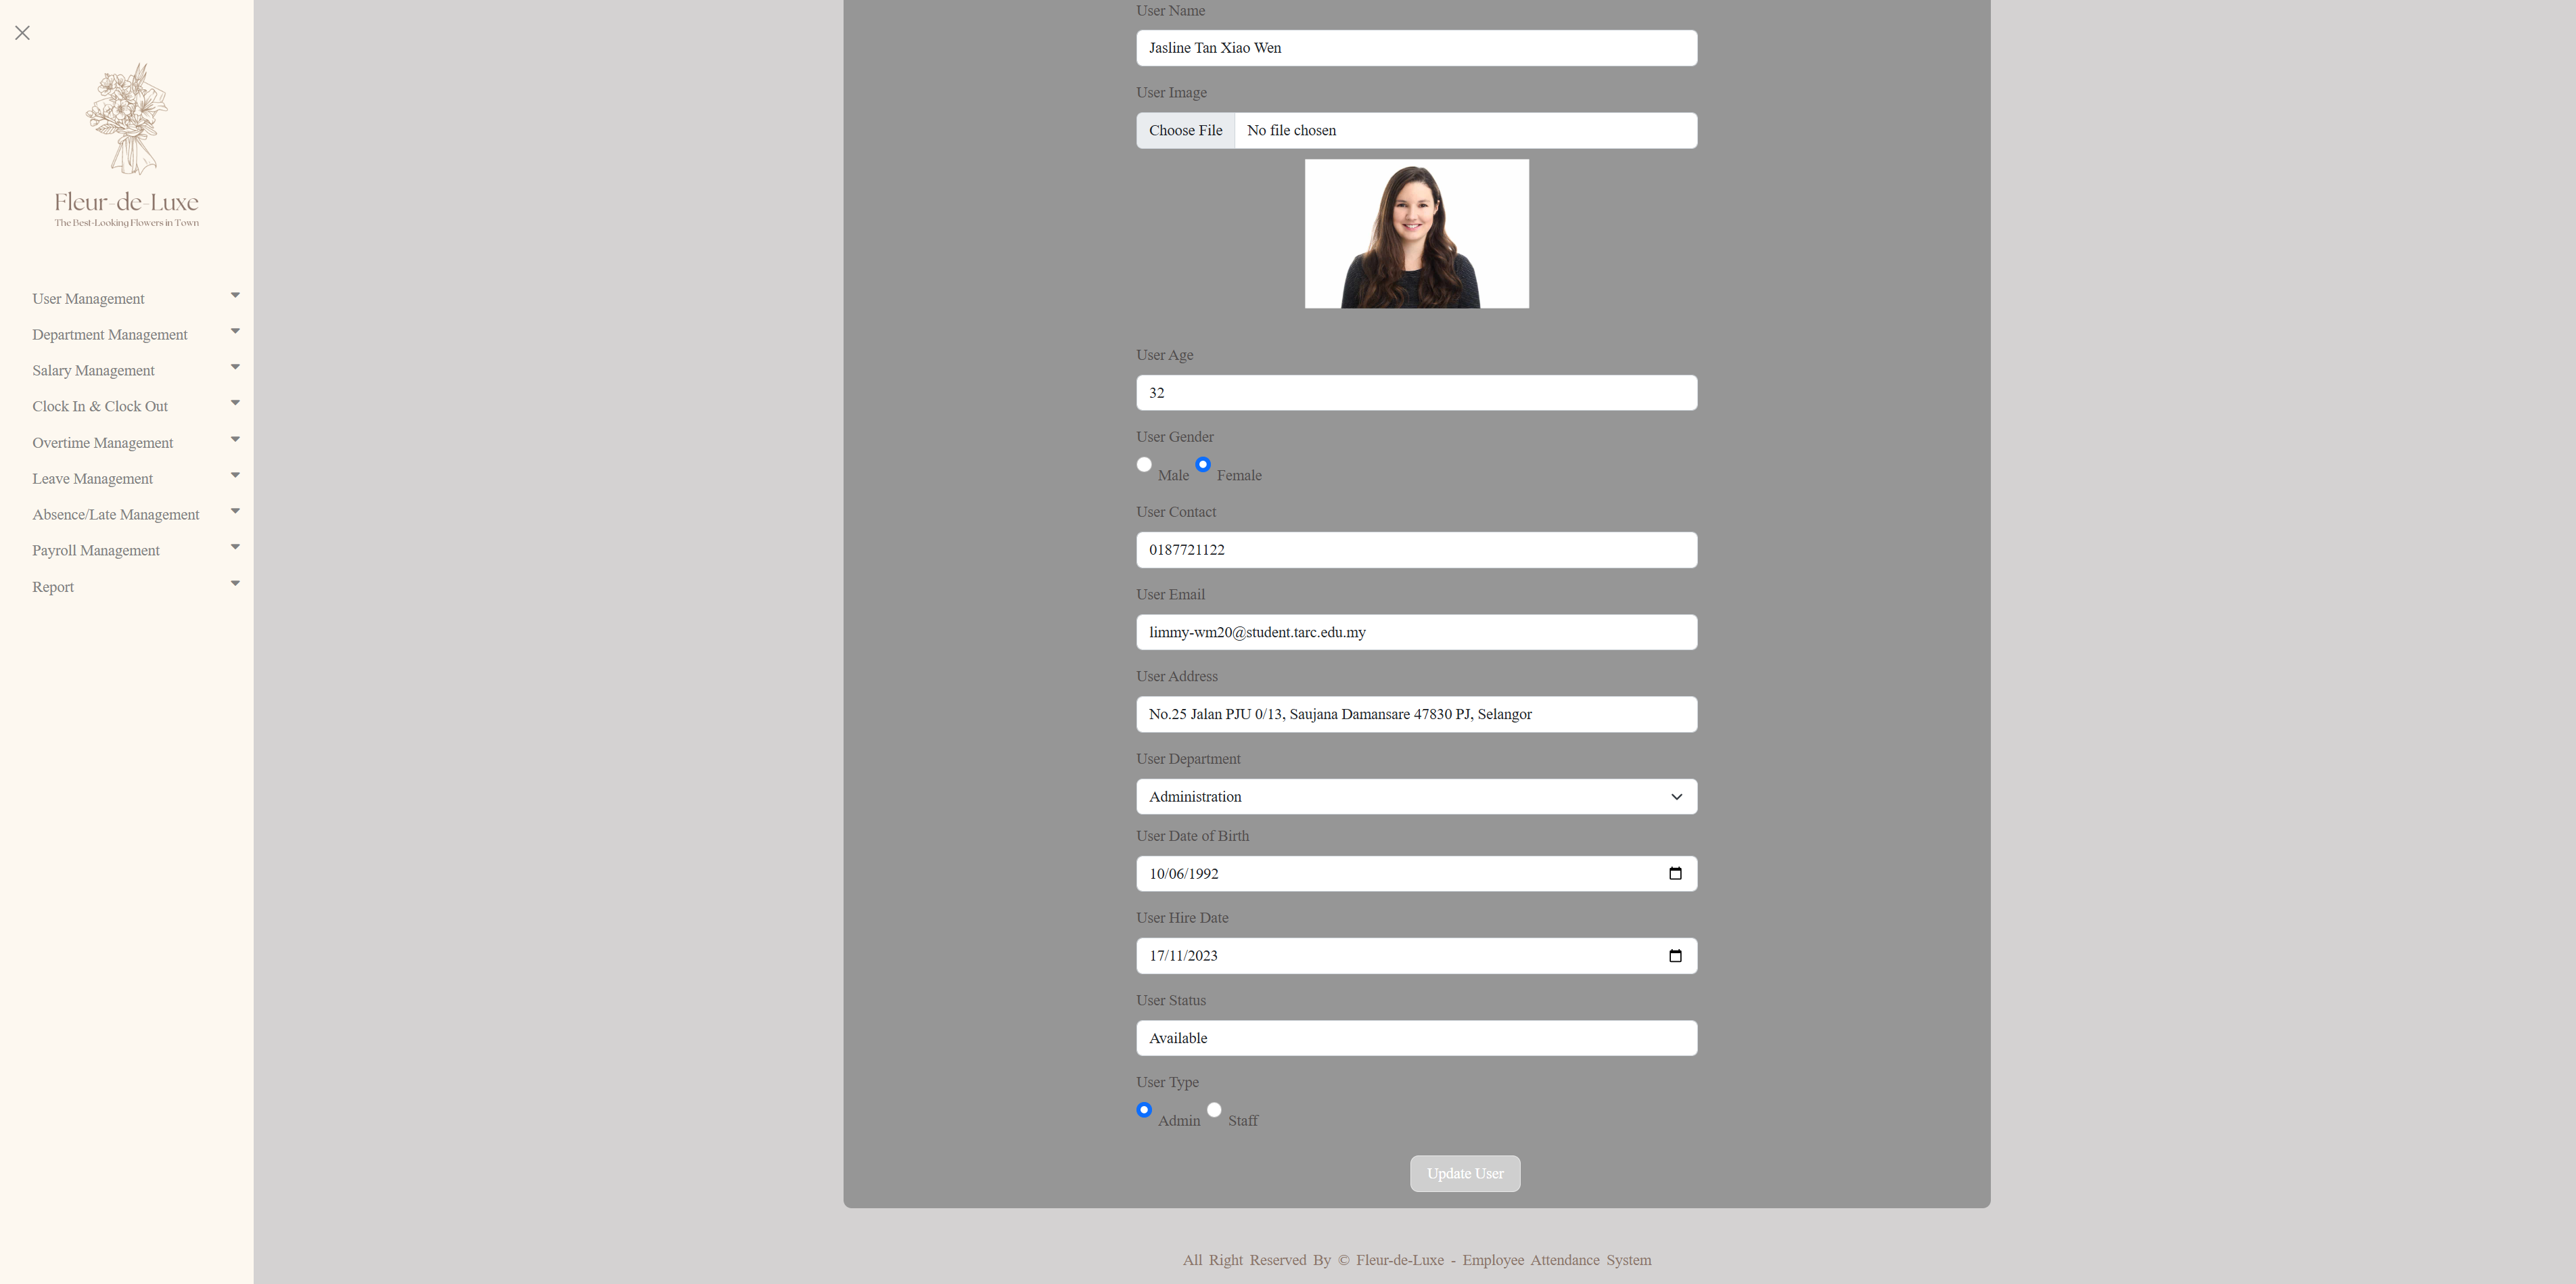 Fleur-de-Luxe
The Best-Looking Flowers in Town
User Management
Department Management
Salary Management
Clock In & Clock Out
Overtime Management
Leave Management
Absence/Late Management
Payroll Management
Report
User Name
Jasline Tan Xiao Wen
User Image
Choose File No file chosen
User Age
32
User Gender
Male Female
User Contact
0187721122
User Email
limmy-wm20@student.tarc.edu.my
User Address
No.25 Jalan PJU 0/13, Saujana Damansare 47830 PJ, Selangor
User Department
Administration
User Date of Birth
10/06/1992
User Hire Date
17/11/2023
User Status
Available
User Type
Admin Staff
Update User
All Right Reserved By © Fleur-de-Luxe - Employee Attendance System